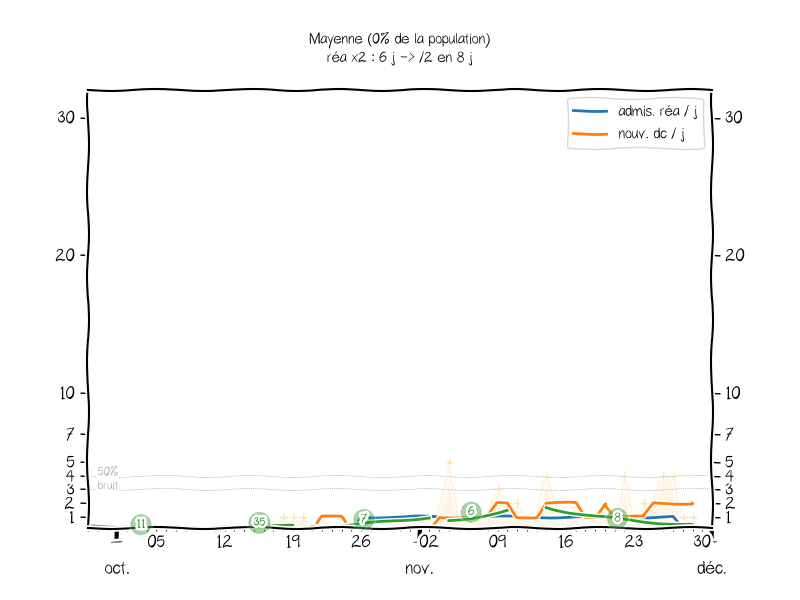 Mayenne (0% de la population)
réa x2 : 6 j -> /2 en 8 j
admis. réa / j
nouv. dc / j
30 30
20 20
10 10
7 7
5 5
4 4
3 3
2 2
1 1
50%
bruit
11 35 7 6 8
05 12 19 26 02 09 16 23 30
oct. nov. déc.